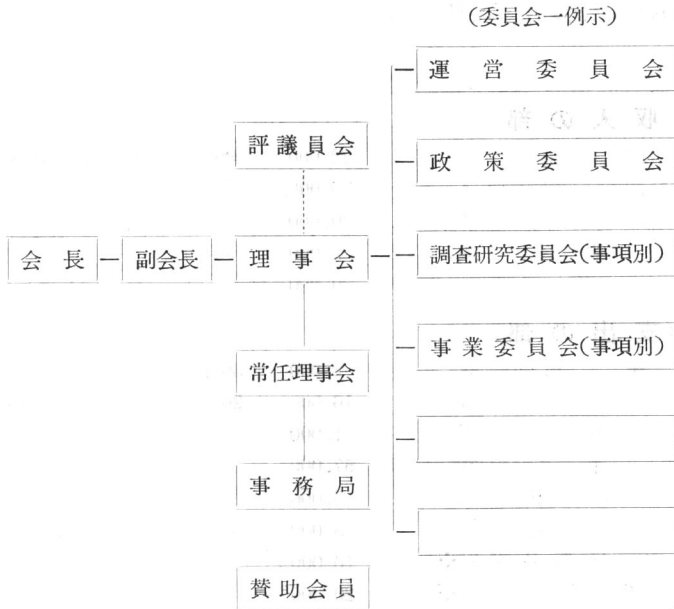 (委員会一例示)
運営委員会
評議員会
政策委員会
会長
副会長
理事会
調査研究委員会(事項別)
事業委員会(事項別)
常任理事会
事務局
賛助会員